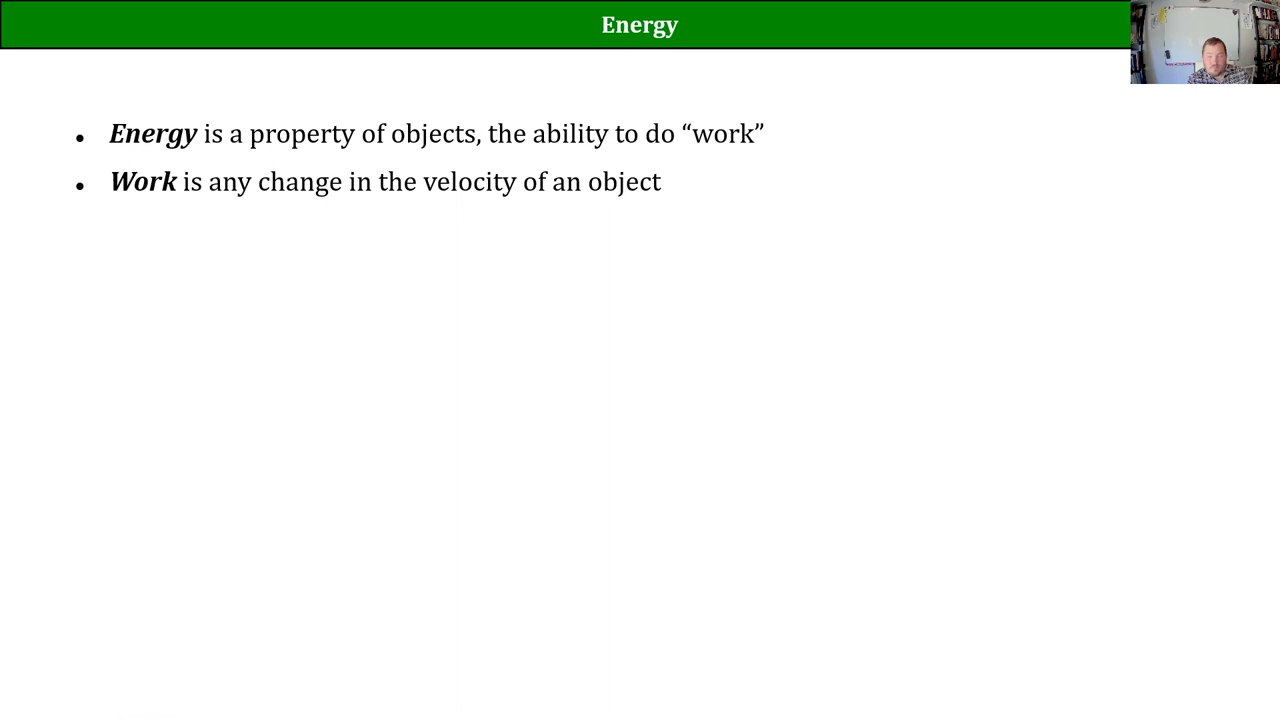 Energy
• Energy is a property of objects, the ability to do “work”
• Work is any change in the velocity of an object